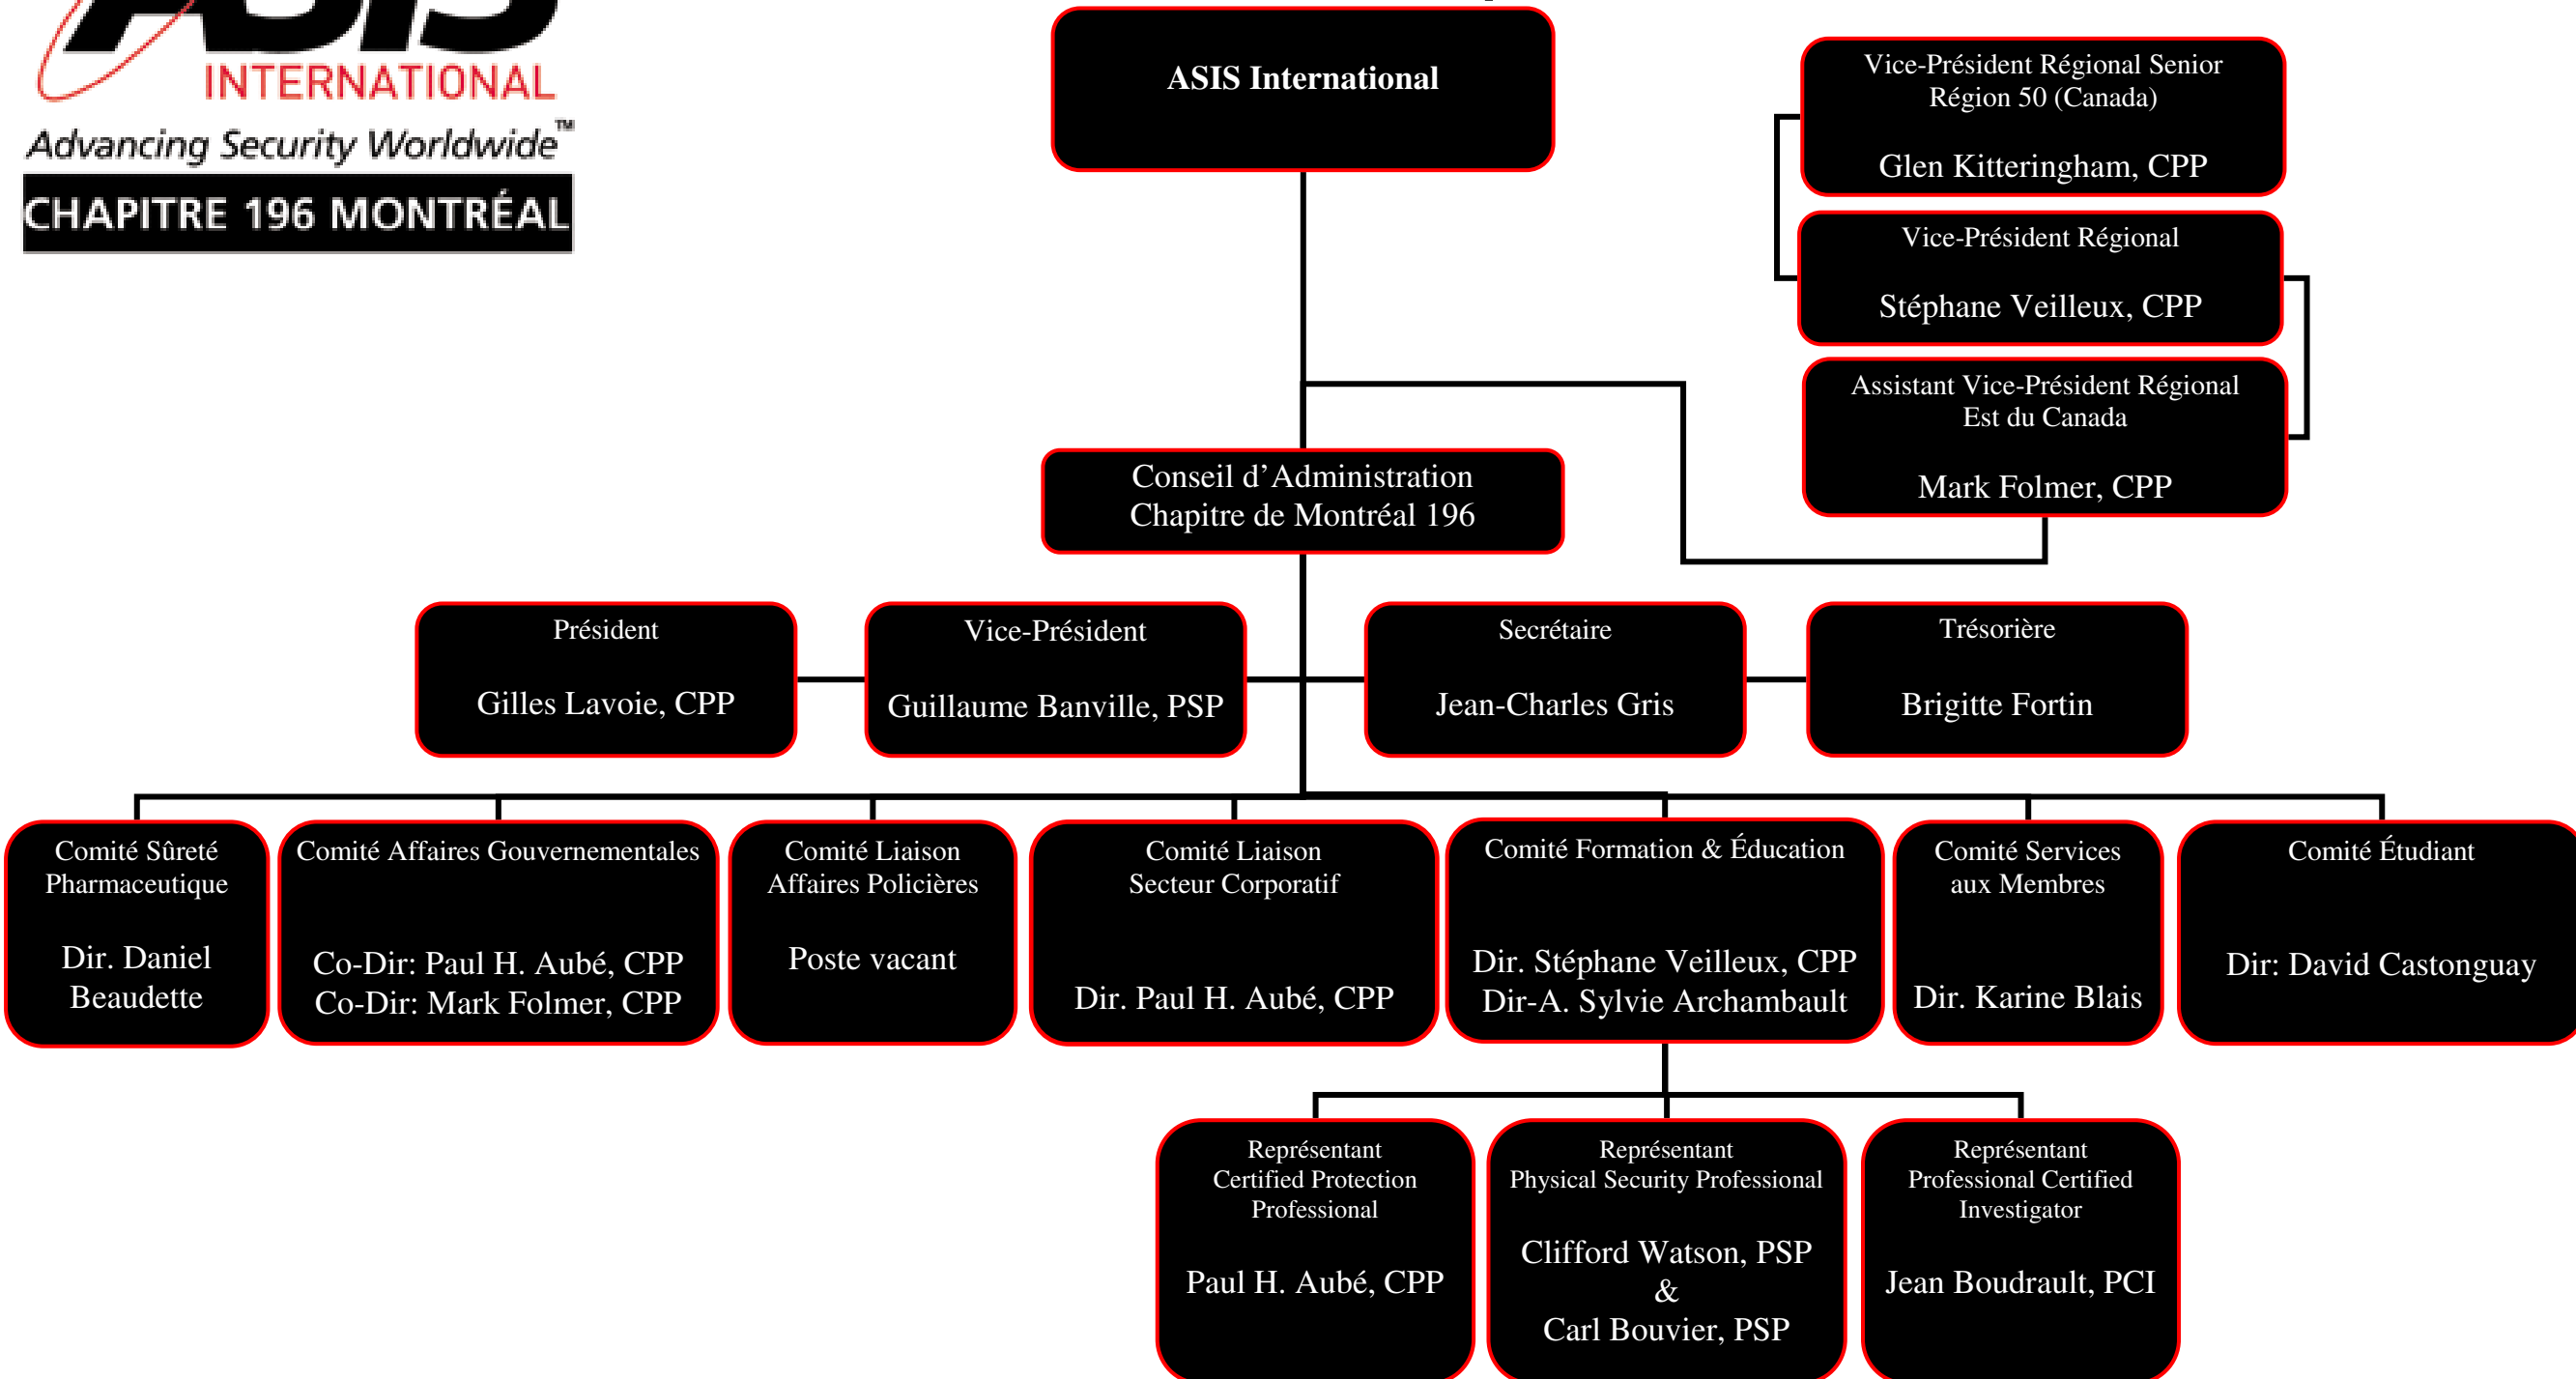 ASIS
INTERNATIONAL
Advancing Security Worldwide™
CHAPITRE 196 MONTRÉAL
ASIS International
Vice-Président Régional Senior
Région 50 (Canada)
Glen Kitteringham, CPP
Vice-Président Régional
Stéphane Veilleux, CPP
Assistant Vice-Président Régional
Est du Canada
Mark Folmer, CPP
Conseil d’Administration
Chapitre de Montréal 196
Président
Gilles Lavoie, CPP
Vice-Président
Guillaume Banville, PSP
Secrétaire
Jean-Charles Gris
Trésorière
Brigitte Fortin
Comité Sûreté
Pharmaceutique
Dir. Daniel
Beaudette
Comité Affaires Gouvernementales
Co-Dir: Paul H. Aubé, CPP
Co-Dir: Mark Folmer, CPP
Comité Liaison
Affaires Policières
Poste vacant
Comité Liaison
Secteur Corporatif
Dir. Paul H. Aubé, CPP
Comité Formation & Éducation
Dir. Stéphane Veilleux, CPP
Dir-A. Sylvie Archambault
Comité Services
aux Membres
Dir. Karine Blais
Comité Étudiant
Dir: David Castonguay
Représentant
Certified Protection
Professional
Paul H. Aubé, CPP
Représentant
Physical Security Professional
Clifford Watson, PSP
&
Carl Bouvier, PSP
Représentant
Professional Certified
Investigator
Jean Boudrault, PCI